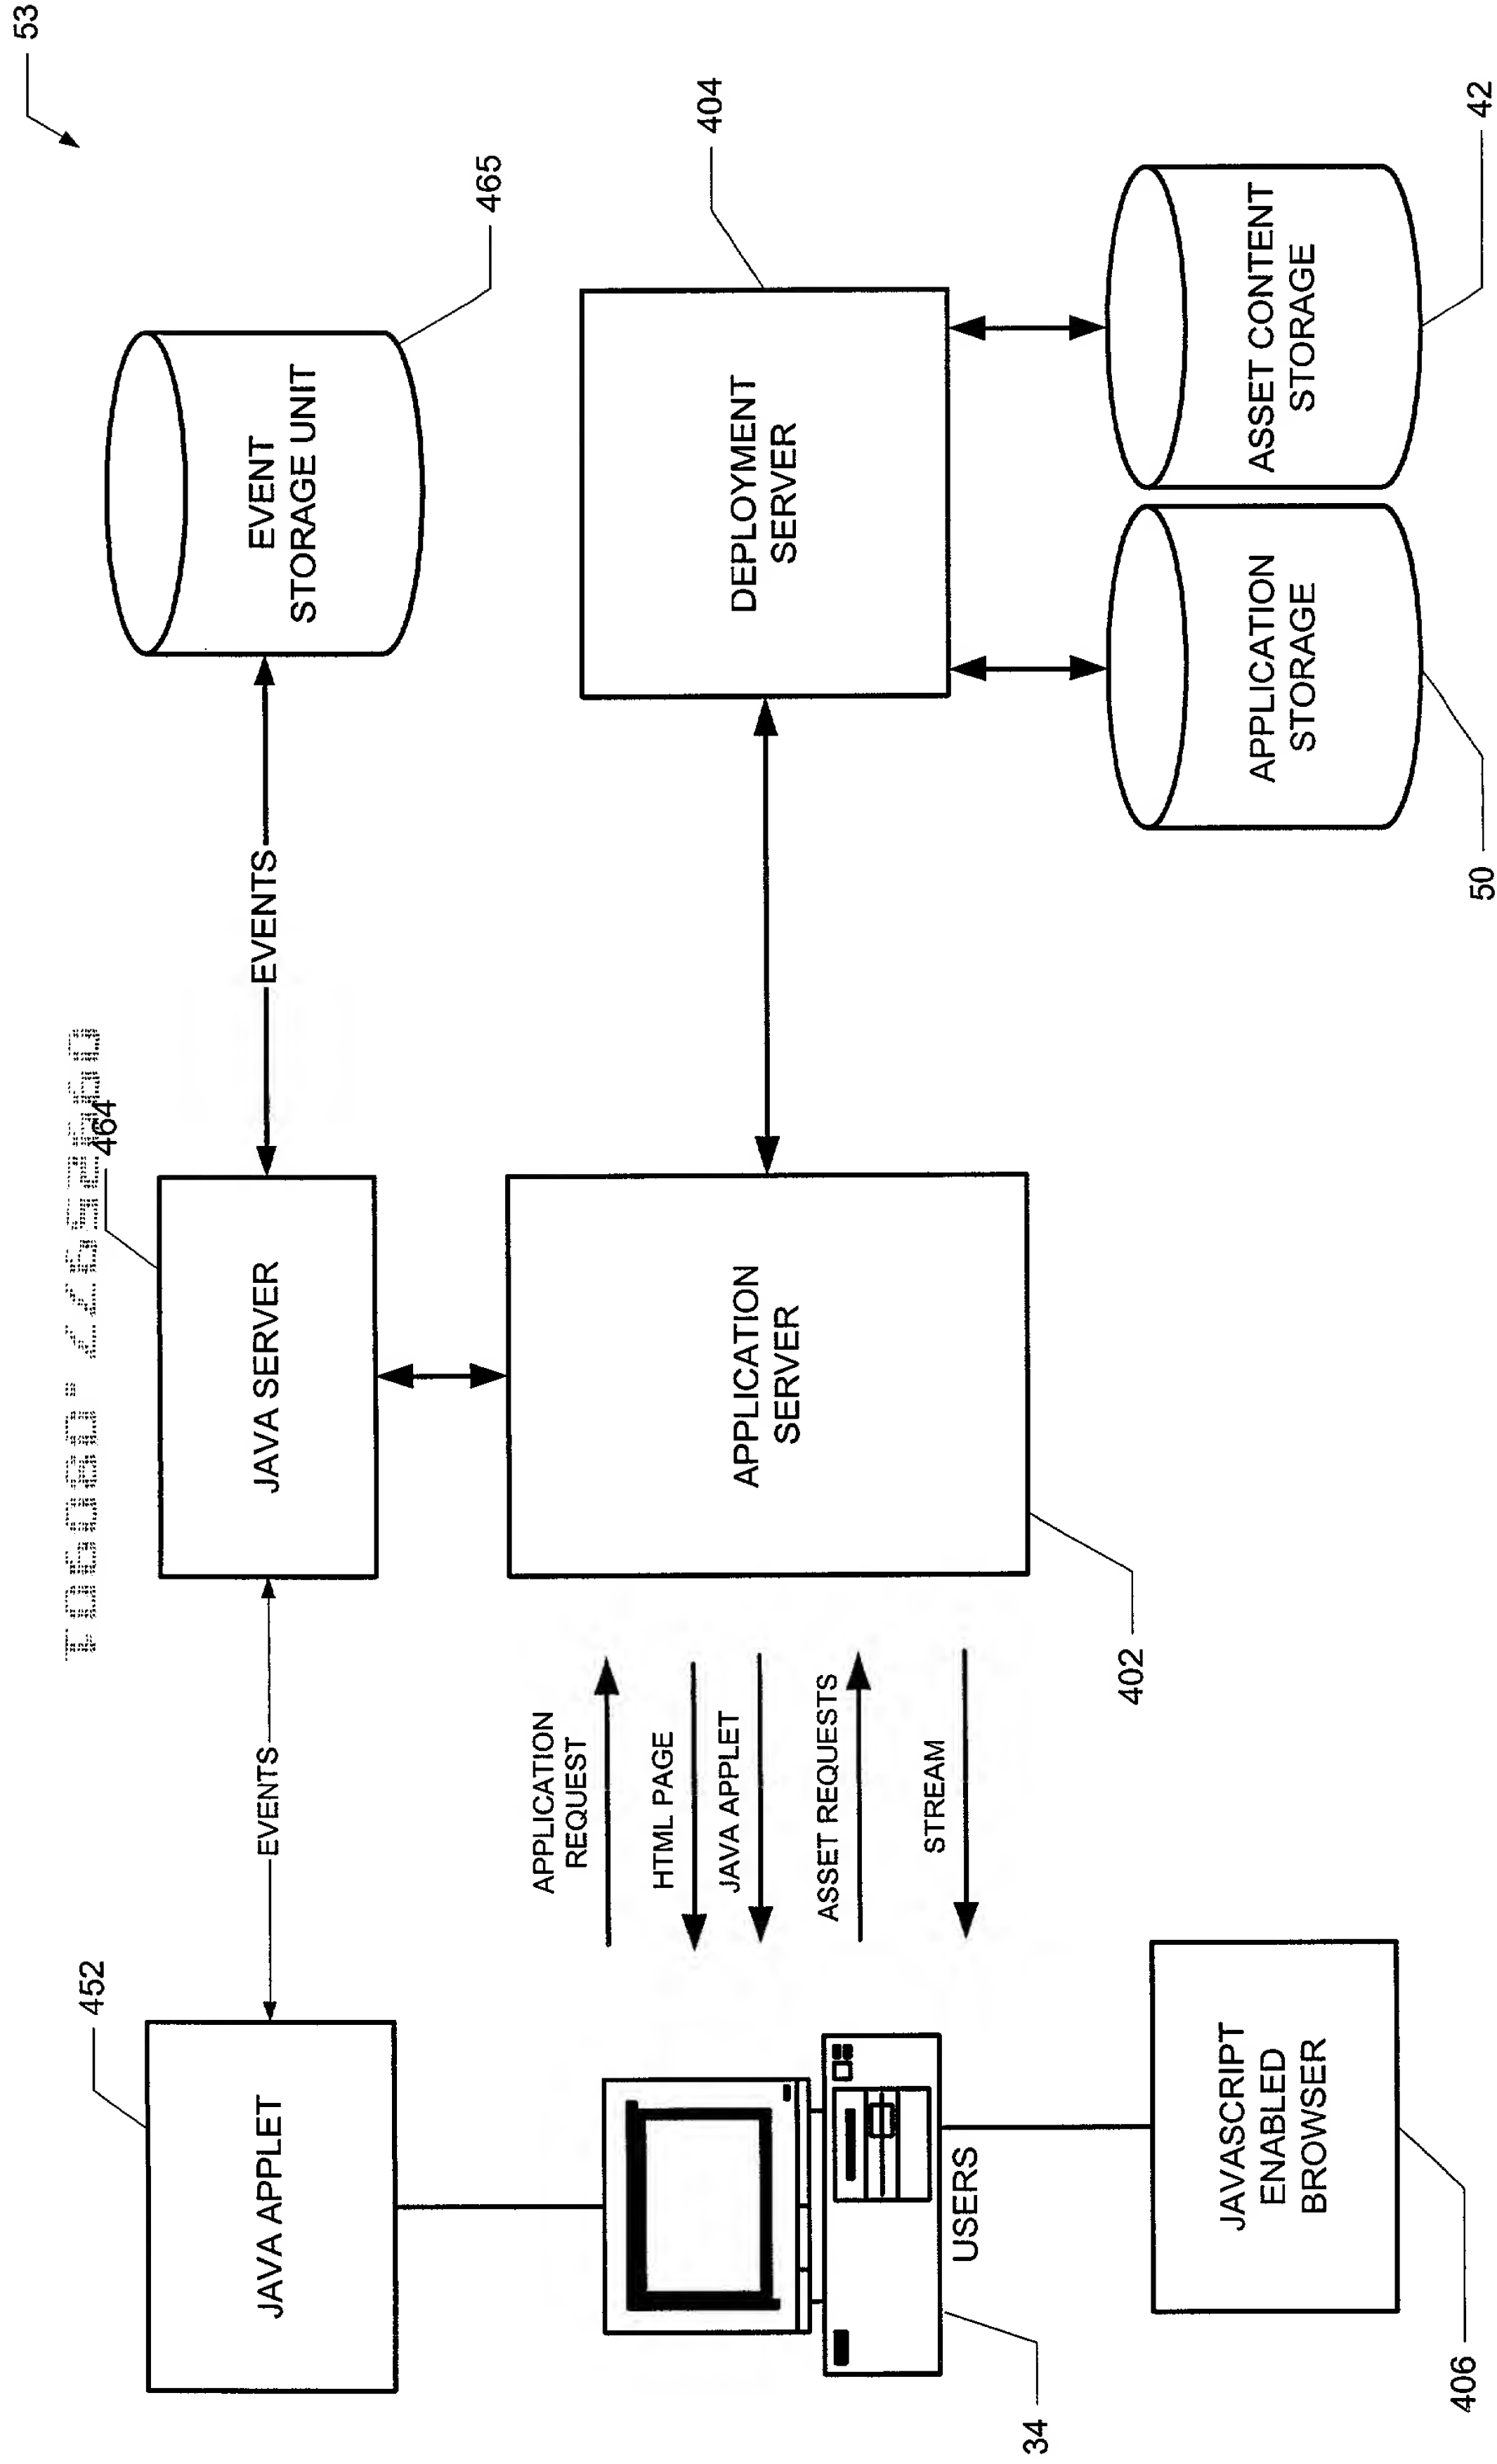 53
452
JAVA APPLET
EVENTS
464
JAVA SERVER
EVENTS
EVENT
STORAGE UNIT
465
APPLICATION
REQUEST
HTML PAGE
JAVA APPLET
ASSET REQUESTS
STREAM
APPLICATION
SERVER
402
DEPLOYMENT
SERVER
404
USERS
34
JAVASCRIPT
ENABLED
BROWSER
406
APPLICATION
STORAGE
50
ASSET CONTENT
STORAGE
42